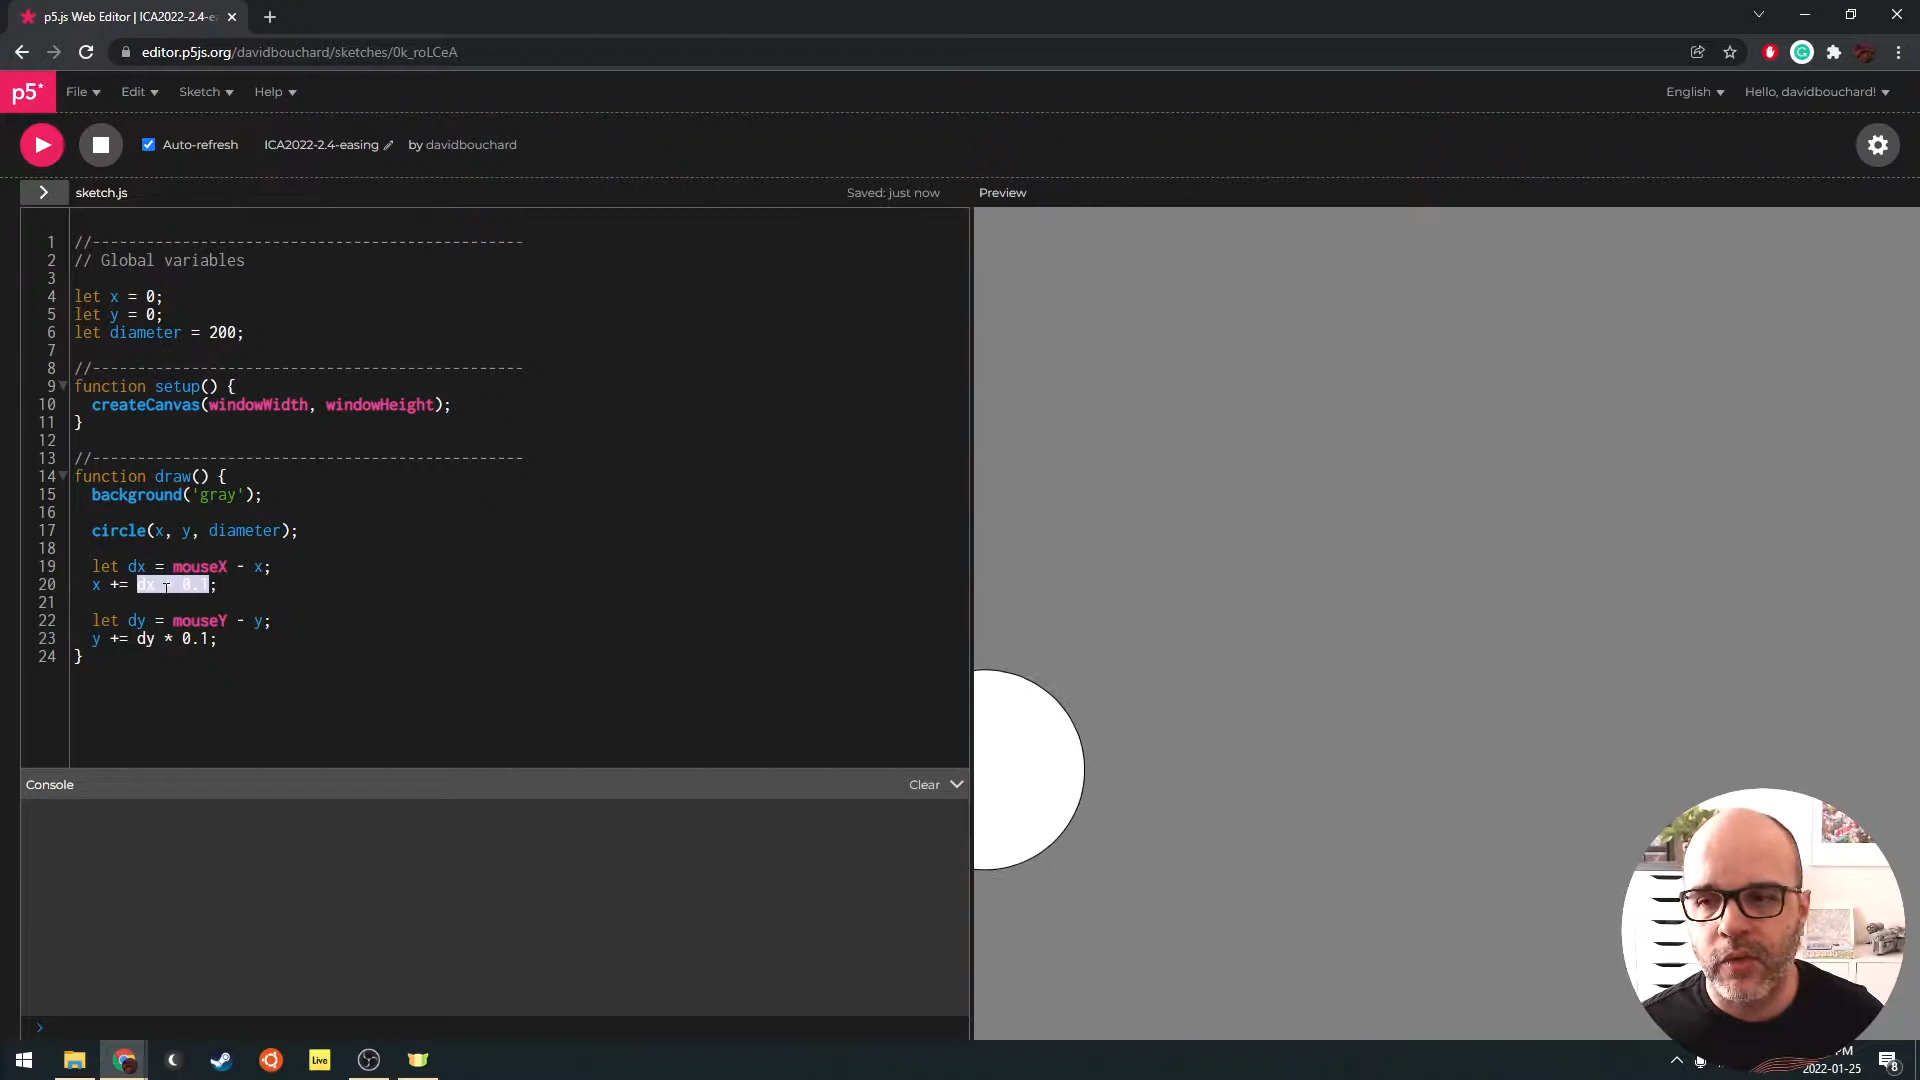 p5.js Web Editor | ICA2022-2.4-e
editor.p5js.org/davidbouchard/sketches/0k_roLCeA
p5* File Edit Sketch Help English Hello, davidbouchard!
Auto-refresh ICA2022-2.4-easing by davidbouchard
sketch.js Saved: just now Preview
1 //------------------------------------------------
2 // Global variables
3
4 let x = 0;
5 let y = 0;
6 let diameter = 200;
7
8 //------------------------------------------------
9 function setup() {
10 createCanvas(windowWidth, windowHeight);
11 }
12
13 //------------------------------------------------
14 function draw() {
15 background('gray');
16
17 circle(x, y, diameter);
18
19 let dx = mouseX - x;
20 x += dx * 0.1;
21
22 let dy = mouseY - y;
23 y += dy * 0.1;
24 }
Console Clear
>
Live
PM
2022-01-25
8